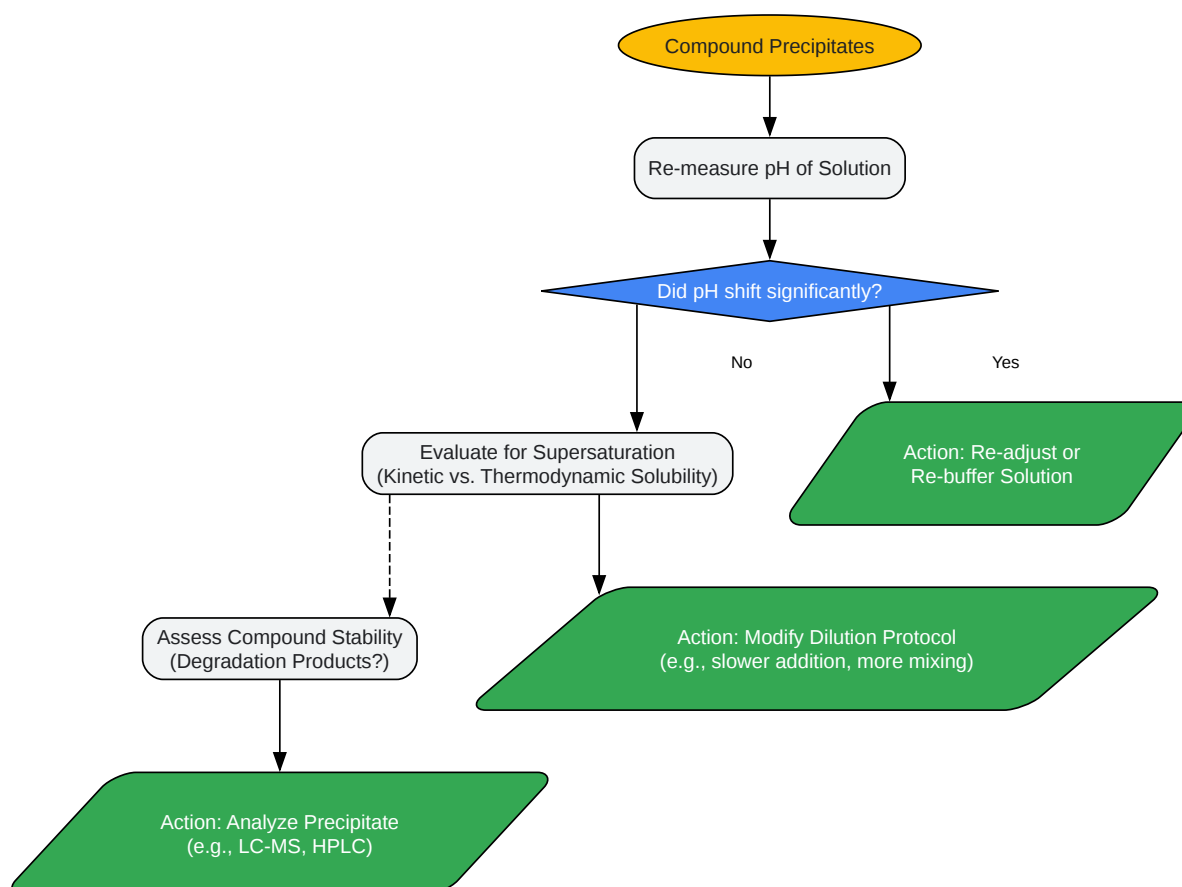 Compound Precipitates
Re-measure pH of Solution
Did pH shift significantly?
No
Yes
Evaluate for Supersaturation
(Kinetic vs. Thermodynamic Solubility)
Action: Re-adjust or
Re-buffer Solution
Assess Compound Stability
(Degradation Products?)
Action: Modify Dilution Protocol
(e.g., slower addition, more mixing)
Action: Analyze Precipitate
(e.g., LC-MS, HPLC)